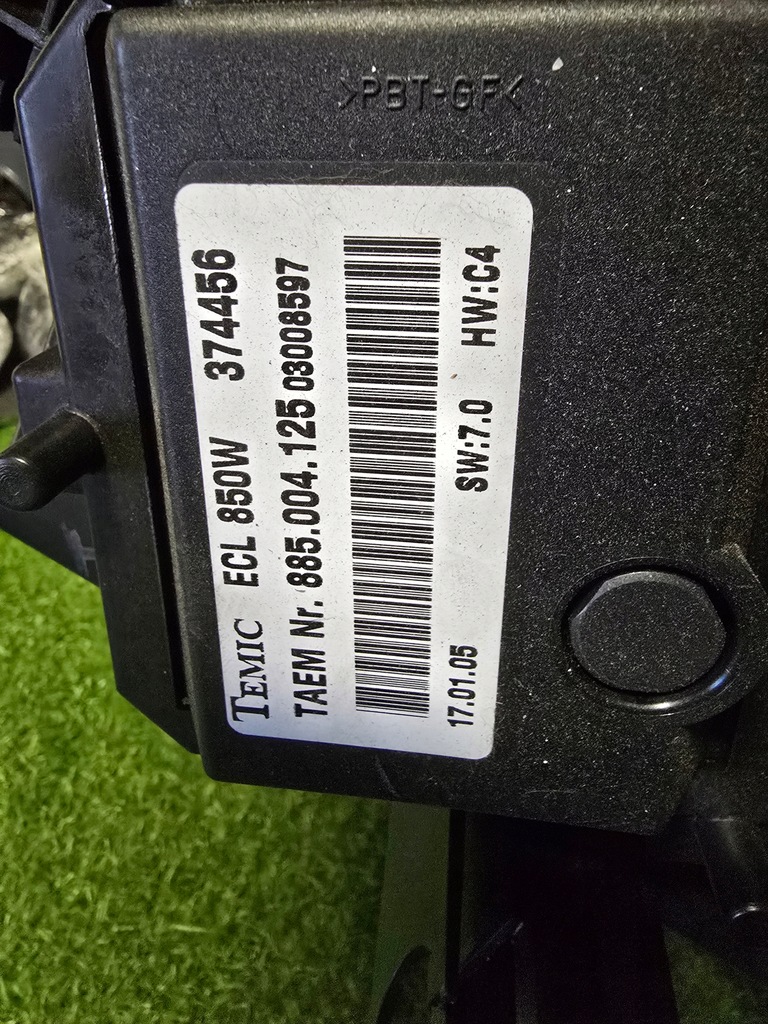 >PBT-GF<
TEMIC ECL 850W 374456
TAEM Nr. 885.004.125 03008597
17.01.05 SW:7.0 HW:C4